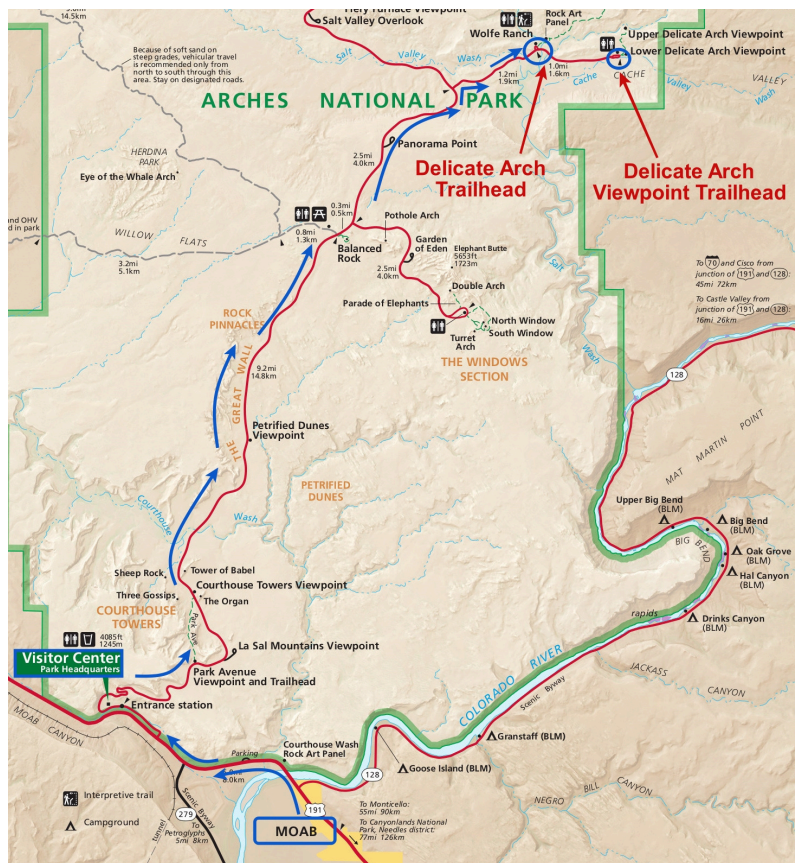 14.5km
Fiery Furnace Viewpoint
Salt Valley Overlook
Rock Art
Panel
Wolfe Ranch
Upper Delicate Arch Viewpoint
Lower Delicate Arch Viewpoint
Because of soft sand on
steep grades, vehicular travel
is recommended only from
north to south through this
area. Stay on designated roads.
Salt
Valley
Wash
1.2mi
1.9km
1.0mi
1.6km
Cache
CACHE
Valley
Wash
VALLEY
ARCHES NATIONAL PARK
Delicate Arch
Trailhead
Delicate Arch
Viewpoint Trailhead
Panorama Point
2.5mi
4.0km
HERDINA
PARK
Eye of the Whale Arch
and OHV
d in park
WILLOW FLATS
3.2mi
5.1km
0.3mi
0.5km
0.8mi
1.3km
Balanced
Rock
Pothole Arch
Garden
of Eden
Elephant Butte
5653ft
1723m
2.5mi
4.0km
Double Arch
Parade of Elephants
North Window
South Window
Turret
Arch
THE WINDOWS
SECTION
Salt
Wash
To 70 and Cisco from
junction of 191 and 128:
45mi 72km
To Castle Valley from
junction of 191 and 128:
16mi 26km
128
ROCK
PINNACLES
THE GREAT WALL
9.2mi
14.8km
Petrified Dunes
Viewpoint
PETRIFIED
DUNES
MAT MARTIN POINT
Courthouse
Wash
Upper Big Bend
(BLM)
Big Bend
(BLM)
BIG BEND
Oak Grove
(BLM)
Hal Canyon
(BLM)
Drinks Canyon
(BLM)
rapids
Tower of Babel
Sheep Rock
Courthouse Towers Viewpoint
Three Gossips
The Organ
COURTHOUSE
TOWERS
Park Ave
4085ft
1245m
La Sal Mountains Viewpoint
Visitor Center
Park Headquarters
Park Avenue
Viewpoint and Trailhead
Entrance station
MOAB CANYON
COLORADO RIVER
Scenic Byway
JACKASS
CANYON
Granstaff (BLM)
Parking
Courthouse Wash
Rock Art Panel
Goose Island (BLM)
128
NEGRO BILL CANYON
8.0km
Interpretive trail
Campground
tunnel
279
Scenic Byway
To
Petroglyphs
5mi 8km
191
MOAB
To Monticello:
55mi 90km
To Canyonlands National
Park, Needles district:
77mi 126km